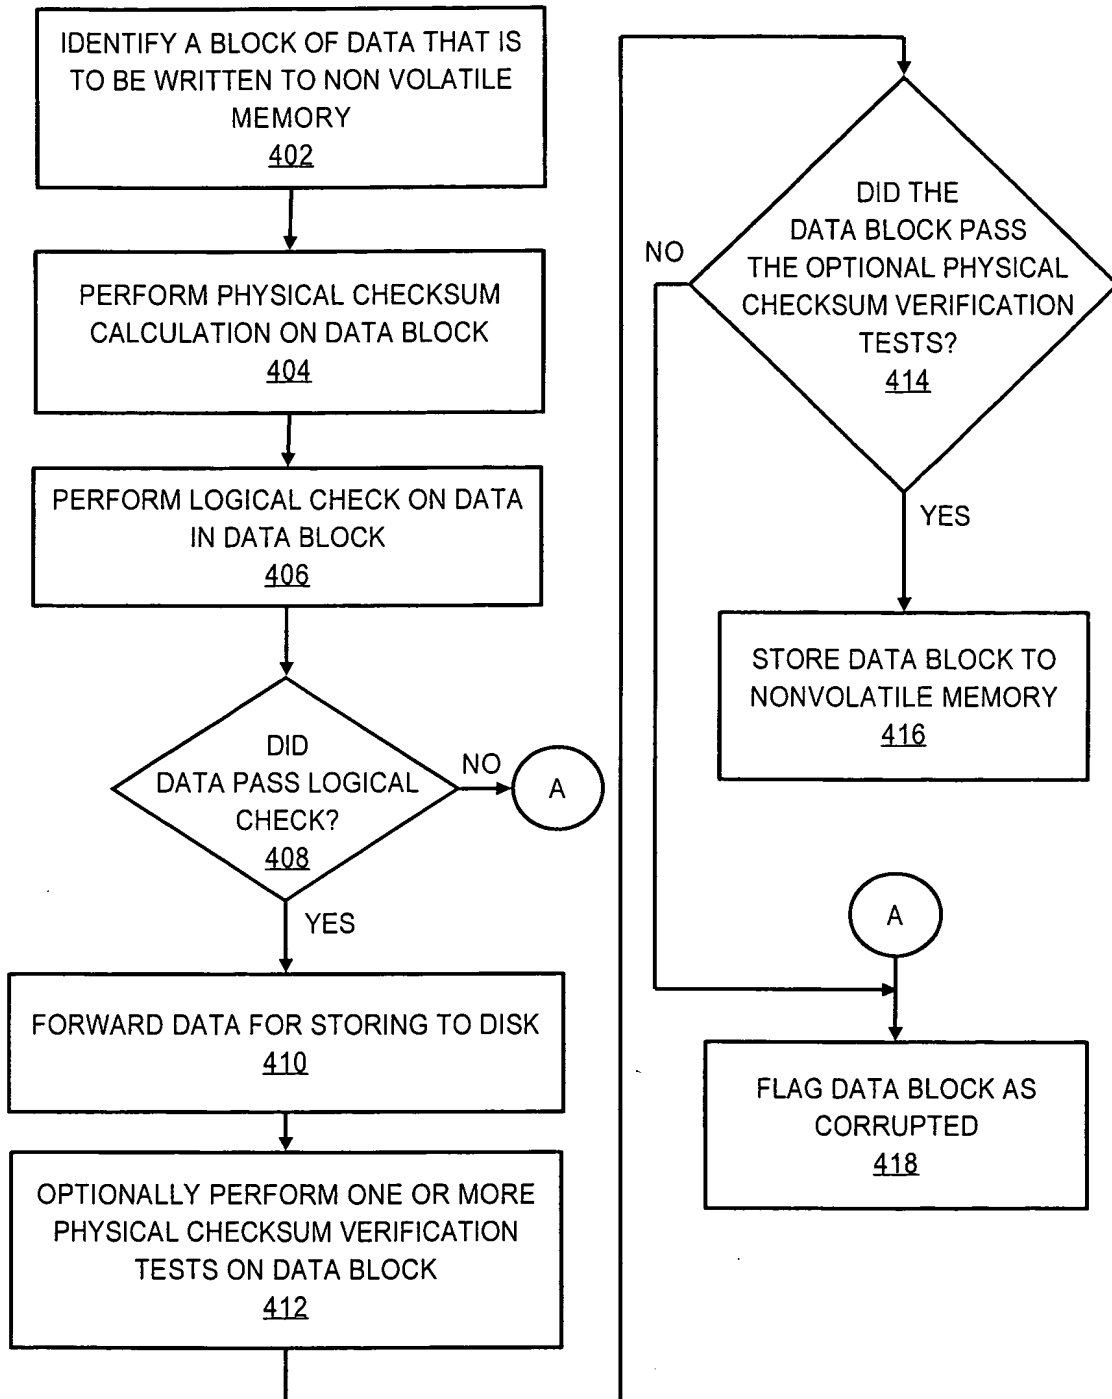 IDENTIFY A BLOCK OF DATA THAT IS
TO BE WRITTEN TO NON VOLATILE
MEMORY
402
PERFORM PHYSICAL CHECKSUM
CALCULATION ON DATA BLOCK
404
PERFORM LOGICAL CHECK ON DATA
IN DATA BLOCK
406
DID
DATA PASS LOGICAL
CHECK?
408
NO
A
YES
FORWARD DATA FOR STORING TO DISK
410
OPTIONALLY PERFORM ONE OR MORE
PHYSICAL CHECKSUM VERIFICATION
TESTS ON DATA BLOCK
412
DID THE
DATA BLOCK PASS
THE OPTIONAL PHYSICAL
CHECKSUM VERIFICATION
TESTS?
414
NO
YES
STORE DATA BLOCK TO
NONVOLATILE MEMORY
416
A
FLAG DATA BLOCK AS
CORRUPTED
418